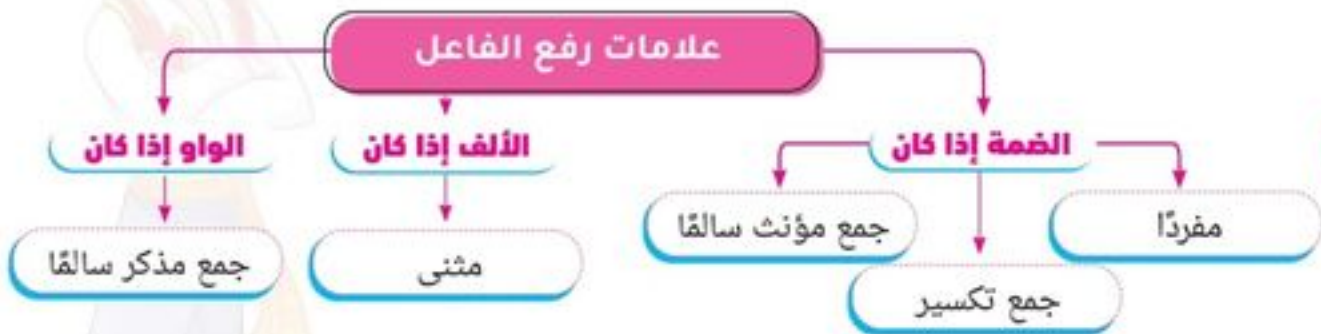 علامات رفع الفاعل
الضمة إذا كان
الألف إذا كان
الواو إذا كان
مفردًا
جمع تكسير
جمع مؤنث سالمًا
مثنى
جمع مذكر سالمًا